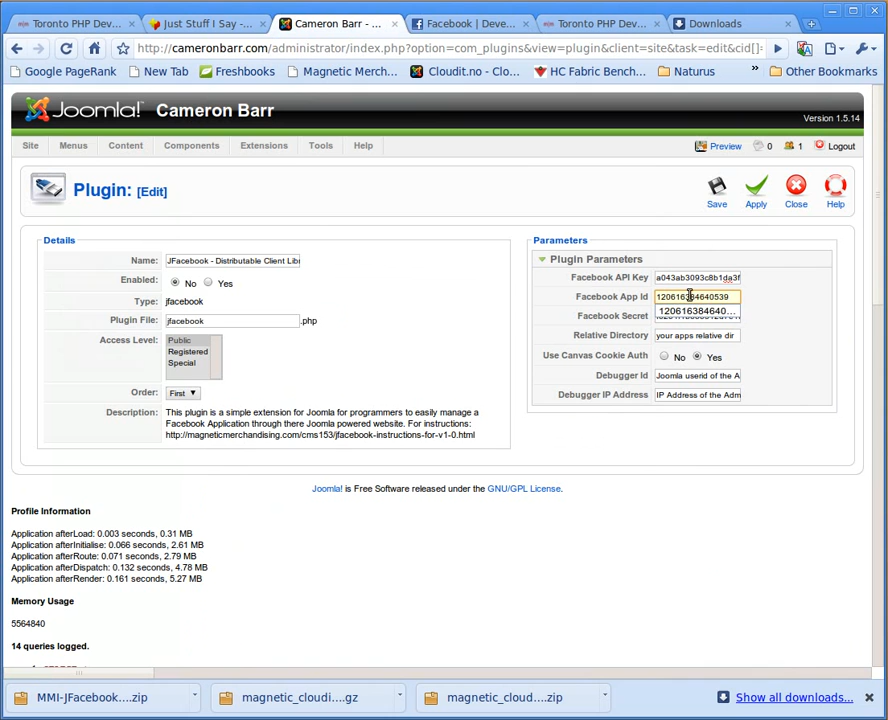 Toronto PHP Dev...
Just Stuff I Say -...
Cameron Barr - ...
Facebook | Deve...
Toronto PHP Dev...
Downloads
http://cameronbarr.com/administrator/index.php?option=com_plugins&view=plugin&client=site&task=edit&cid[]=
Google PageRank
New Tab
Freshbooks
Magnetic Merch...
Cloudit.no - Clo...
HC Fabric Bench...
Naturus
»
Other Bookmarks
Joomla!
Cameron Barr
Version 1.5.14
Site Menus Content Components Extensions Tools Help
Preview 0 1 Logout
Plugin: [Edit]
Save Apply Close Help
Details
Name: JFacebook - Distributable Client Libr
Enabled: No Yes
Type: jfacebook
Plugin File: jfacebook .php
Access Level: Public
Registered
Special
Order: First
Description: This plugin is a simple extension for Joomla for programmers to easily manage a
Facebook Application through there Joomla powered website. For instructions:
http://magneticmerchandising.com/cms153/jfacebook-instructions-for-v1-0.html
Parameters
Plugin Parameters
Facebook API Key a043ab3093c8b1da3f
Facebook App Id 120616384640539
120616384640...
Facebook Secret
Relative Directory your apps relative dir
Use Canvas Cookie Auth No Yes
Debugger Id Joomla userid of the A
Debugger IP Address IP Address of the Adm
Joomla! is Free Software released under the GNU/GPL License.
Profile Information
Application afterLoad: 0.003 seconds, 0.31 MB
Application afterInitialise: 0.066 seconds, 2.61 MB
Application afterRoute: 0.071 seconds, 2.79 MB
Application afterDispatch: 0.132 seconds, 4.78 MB
Application afterRender: 0.161 seconds, 5.27 MB
Memory Usage
5564840
14 queries logged.
MMI-JFacebook....zip
magnetic_cloudi....gz
magnetic_cloud....zip
Show all downloads...